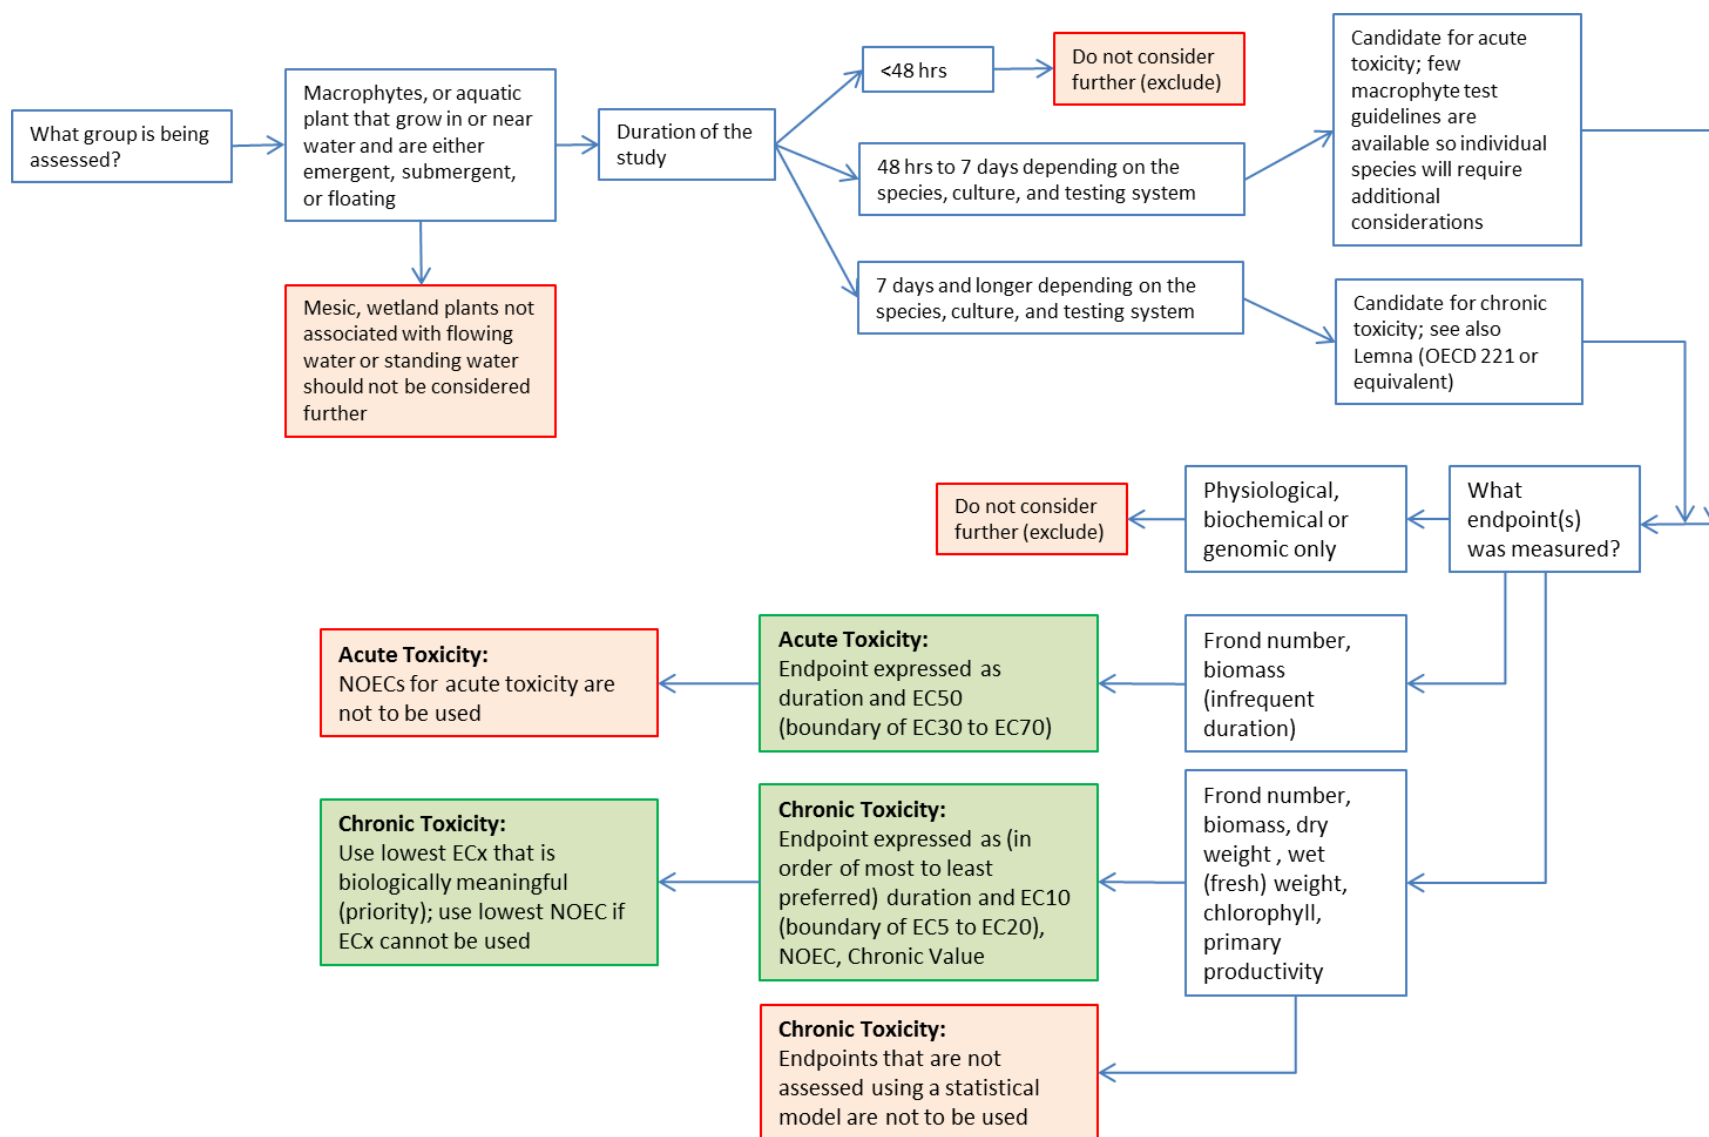 What group is being
assessed?
Macrophytes, or aquatic
plant that grow in or near
water and are either
emergent, submergent,
or floating
Mesic, wetland plants not
associated with flowing
water or standing water
should not be considered
further
Duration of the
study
<48 hrs
Do not consider
further (exclude)
48 hrs to 7 days depending on the
species, culture, and testing system
Candidate for acute
toxicity; few
macrophyte test
guidelines are
available so individual
species will require
additional
considerations
7 days and longer depending on the
species, culture, and testing system
Candidate for chronic
toxicity; see also
Lemna (OECD 221 or
equivalent)
What
endpoint(s)
was measured?
Physiological,
biochemical or
genomic only
Do not consider
further (exclude)
Frond number,
biomass
(infrequent
duration)
Acute Toxicity:
Endpoint expressed as
duration and EC50
(boundary of EC30 to EC70)
Acute Toxicity:
NOECs for acute toxicity are
not to be used
Frond number,
biomass, dry
weight , wet
(fresh) weight,
chlorophyll,
primary
productivity
Chronic Toxicity:
Endpoint expressed as (in
order of most to least
preferred) duration and EC10
(boundary of EC5 to EC20),
NOEC, Chronic Value
Chronic Toxicity:
Use lowest ECx that is
biologically meaningful
(priority); use lowest NOEC if
ECx cannot be used
Chronic Toxicity:
Endpoints that are not
assessed using a statistical
model are not to be used